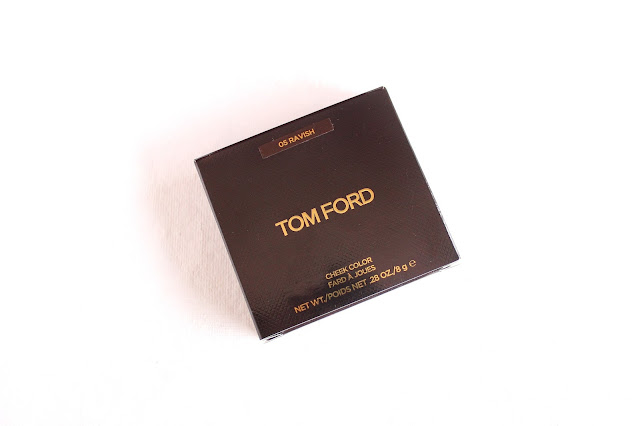 05 RAVISH
TOM FORD
CHEEK COLOR
FARD À JOUES
NET WT./POIDS NET .28 OZ./8 g ℮